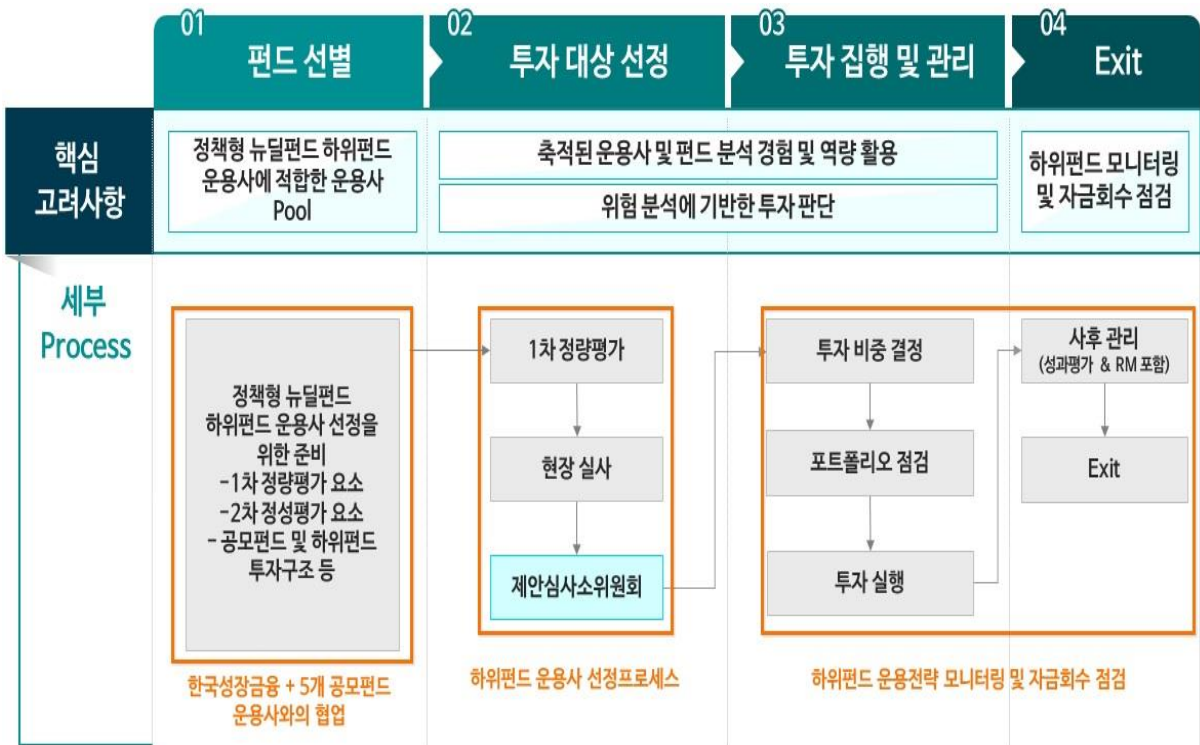 01
펀드 선별
02
투자 대상 선정
03
투자 집행 및 관리
04
Exit
핵심
고려사항
정책형 뉴딜펀드 하위펀드
운용사에 적합한 운용사
Pool
축적된 운용사 및 펀드 분석 경험 및 역량 활용
위험 분석에 기반한 투자 판단
하위펀드 모니터링
및 자금회수 점검
세부
Process
정책형 뉴딜펀드
하위펀드 운용사 선정을
위한 준비
-1차 정량평가 요소
-2차 정성평가 요소
- 공모펀드 및 하위펀드
투자구조 등
한국성장금융 + 5개 공모펀드
운용사와의 협업
1차 정량평가
현장 실사
제안심사소위원회
하위펀드 운용사 선정프로세스
투자 비중 결정
포트폴리오 점검
투자 실행
사후 관리
(성과평가 & RM 포함)
Exit
하위펀드 운용전략 모니터링 및 자금회수 점검